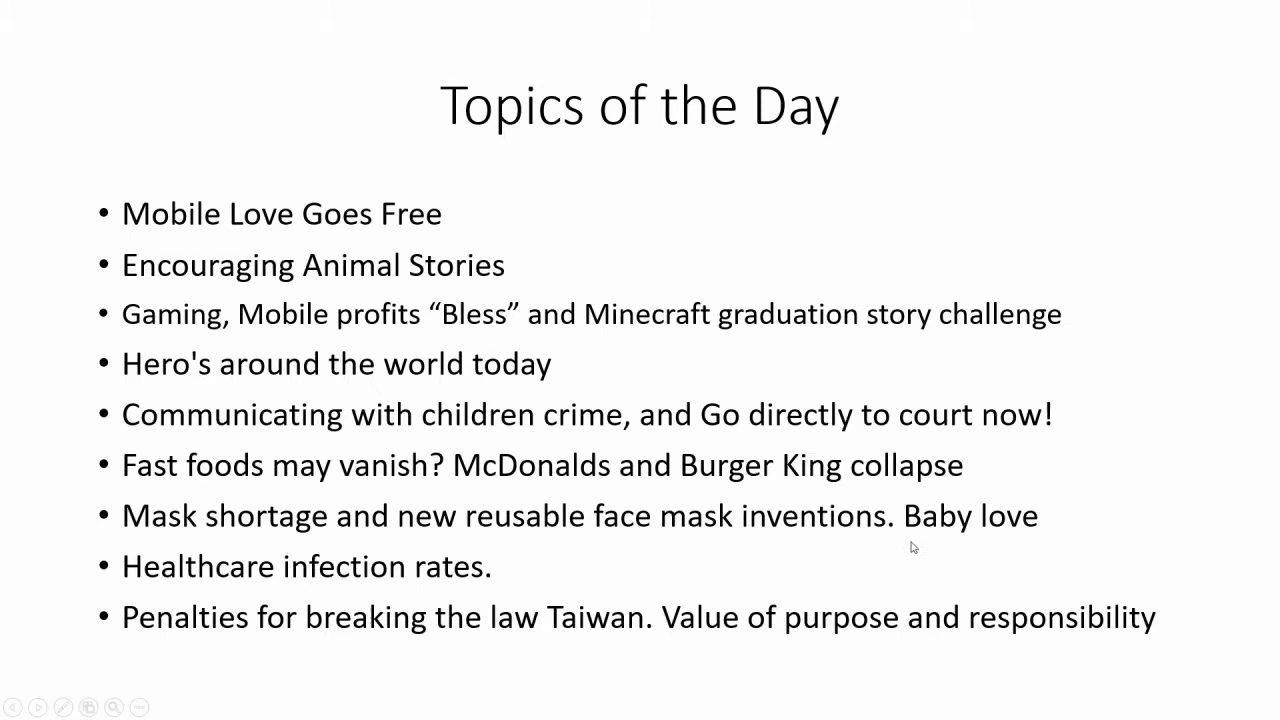 Topics of the Day
• Mobile Love Goes Free
• Encouraging Animal Stories
• Gaming, Mobile profits “Bless” and Minecraft graduation story challenge
• Hero's around the world today
• Communicating with children crime, and Go directly to court now!
• Fast foods may vanish? McDonalds and Burger King collapse
• Mask shortage and new reusable face mask inventions. Baby love
• Healthcare infection rates.
• Penalties for breaking the law Taiwan. Value of purpose and responsibility